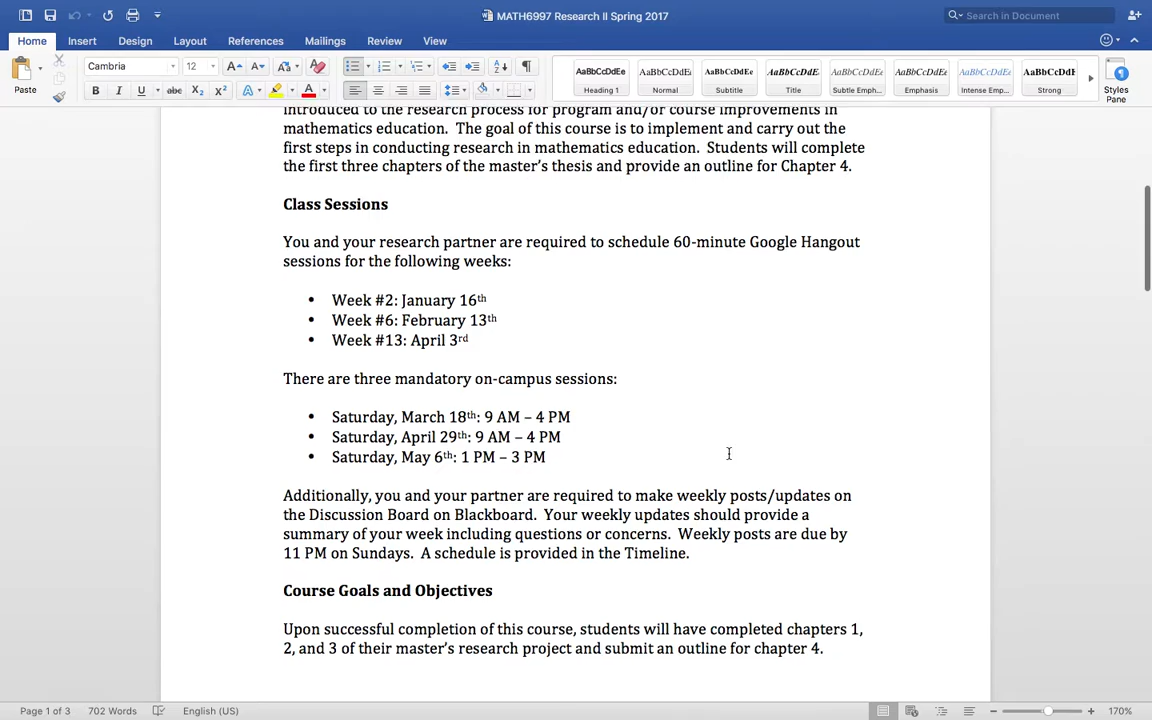 MATH6997 Research II Spring 2017
Search in Document
Home Insert Design Layout References Mailings Review View
Paste
Cambria 12
AaBbCcDdEe AaBbCcDdEe AaBbCcDdEe AaBbCcDdE AaBbCcDdEe AaBbCcDdEe AaBbCcDdEe AaBbCcDdI
Heading 1 Normal Subtitle Title Subtle Emph... Emphasis Intense Emp... Strong
Styles
Pane
introduced to the research process for program and/or course improvements in
mathematics education. The goal of this course is to implement and carry out the
first steps in conducting research in mathematics education. Students will complete
the first three chapters of the master’s thesis and provide an outline for Chapter 4.
Class Sessions
You and your research partner are required to schedule 60-minute Google Hangout
sessions for the following weeks:
• Week #2: January 16th
• Week #6: February 13th
• Week #13: April 3rd
There are three mandatory on-campus sessions:
• Saturday, March 18th: 9 AM – 4 PM
• Saturday, April 29th: 9 AM – 4 PM
• Saturday, May 6th: 1 PM – 3 PM
Additionally, you and your partner are required to make weekly posts/updates on
the Discussion Board on Blackboard. Your weekly updates should provide a
summary of your week including questions or concerns. Weekly posts are due by
11 PM on Sundays. A schedule is provided in the Timeline.
Course Goals and Objectives
Upon successful completion of this course, students will have completed chapters 1,
2, and 3 of their master’s research project and submit an outline for chapter 4.
Page 1 of 3 702 Words English (US) 170%